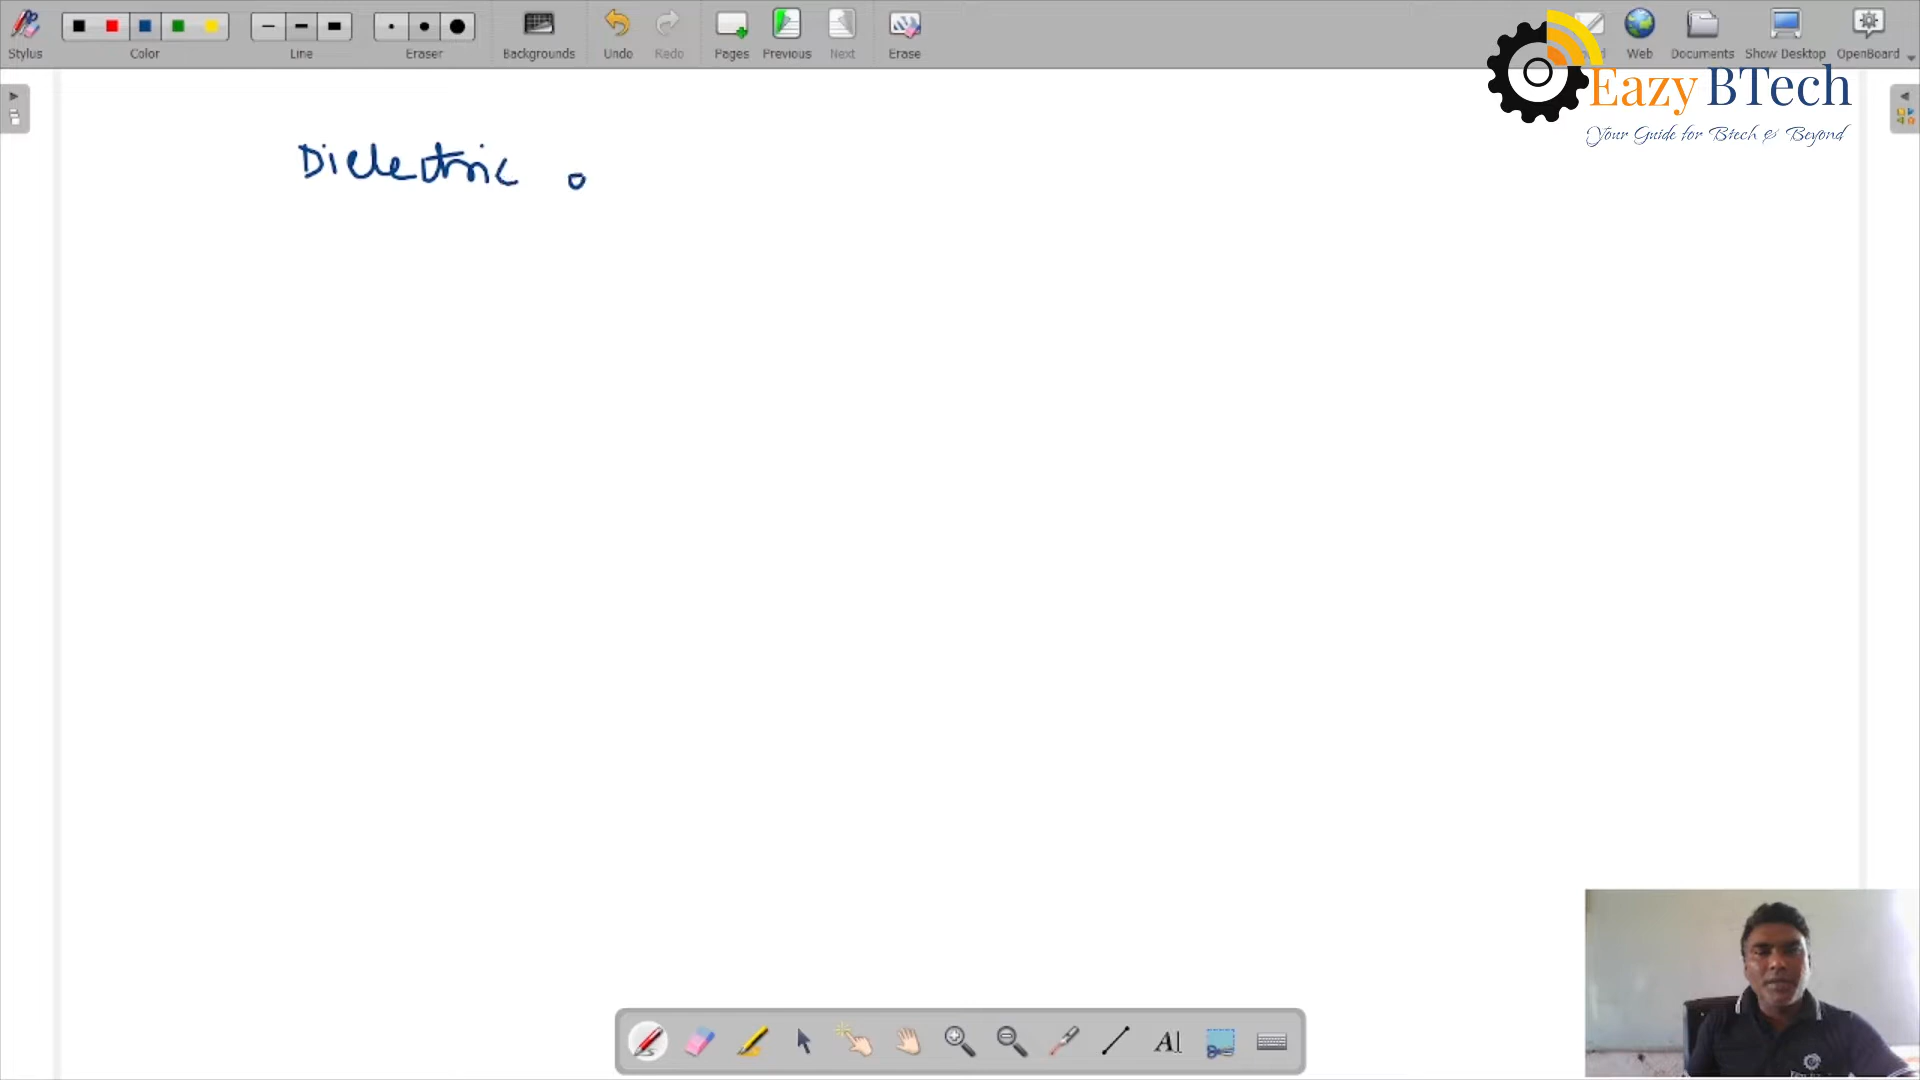 Stylus Color Line Eraser Backgrounds Undo Redo Pages Previous Next Erase Web Documents Show Desktop OpenBoard
Eazy BTech
Your Guide for Btech & Beyond
Dielectric o
AI